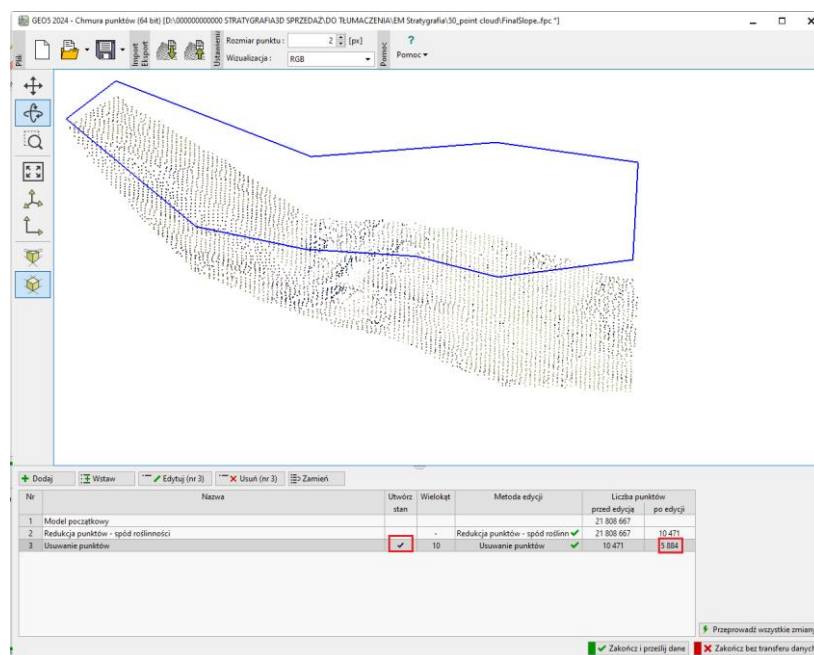 GEO5 2024 - Chmura punktów (64 bit) [D:\000000000000 STRATYGRAFIA3D SPRZEDAŻ\DO TŁUMACZENIA\EM Stratygrafia\50_point cloud\FinalSlope..fpc *]
Plik
Import
Eksport
Ustawienia
Rozmiar punktu : 2 [px]
Wizualizacja : RGB
Pomoc
?
Pomoc
Dodaj Wstaw Edytuj (nr 3) Usuń (nr 3) Zamień
Nr Nazwa Utwórz Wielokąt Metoda edycji Liczba punktów
stan przed edycją po edycji
1 Model początkowy 21 808 667
2 Redukcja punktów - spód roślinności - Redukcja punktów - spód roślinn 21 808 667 10 471
3 Usuwanie punktów 10 Usuwanie punktów 10 471 5 884
Przeprowadź wszystkie zmiany
Zakończ i prześlij dane Zakończ bez transferu danych